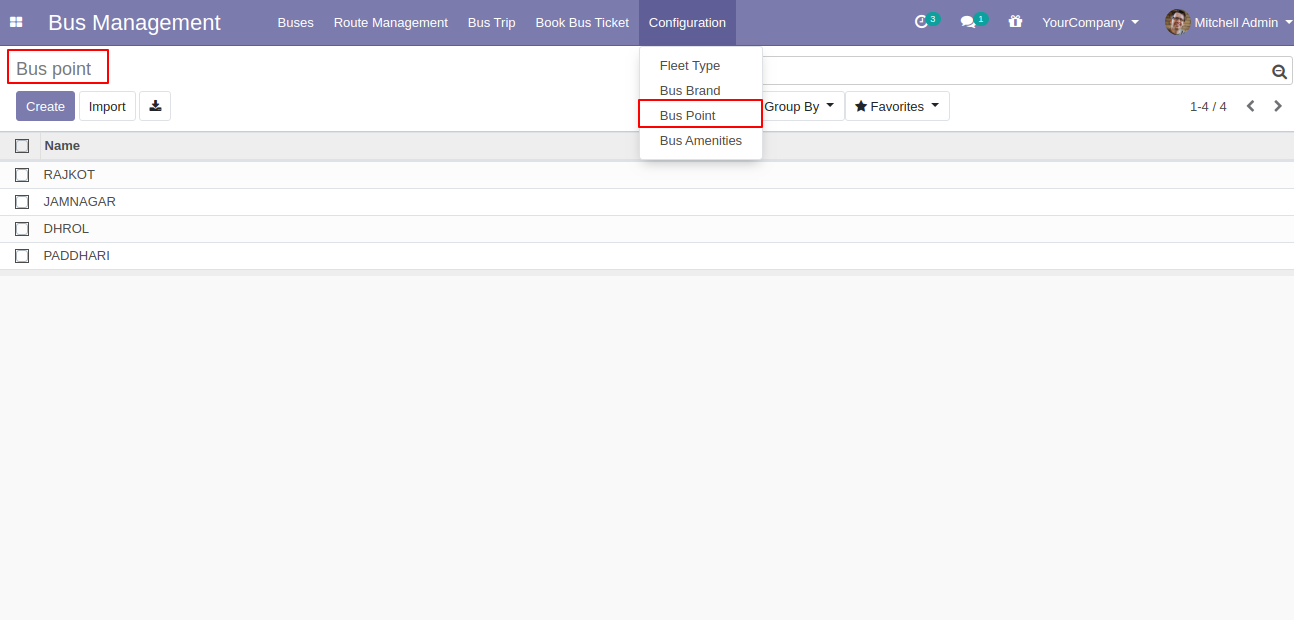 Bus Management Buses Route Management Bus Trip Book Bus Ticket Configuration 3 1 YourCompany Mitchell Admin
Bus point
Fleet Type
Bus Brand
Create Import Group By Favorites 1-4 / 4
Bus Point
Bus Amenities
Name
RAJKOT
JAMNAGAR
DHROL
PADDHARI